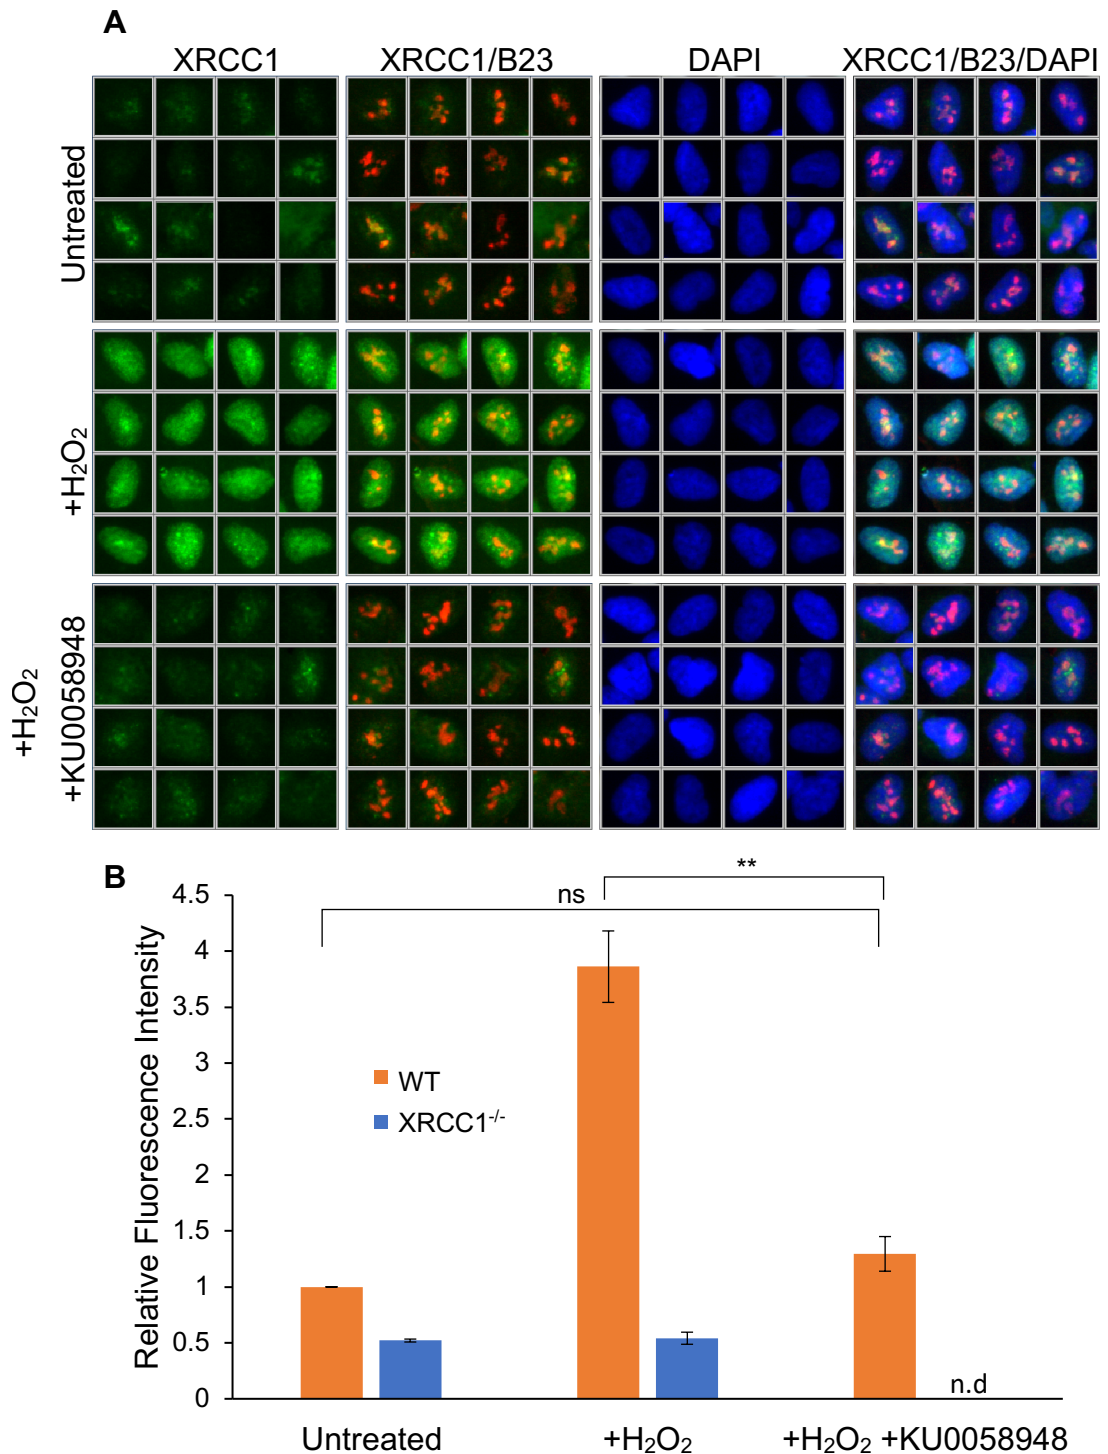 A
XRCC1 XRCC1/B23 DAPI XRCC1/B23/DAPI
Untreated
+H₂O₂
+H₂O₂
+KU0058948
B
**
ns
4.5
4
3.5
3
2.5
2
1.5
1
0.5
0
Relative Fluorescence Intensity
WT
XRCC1⁻/⁻
n.d
Untreated +H₂O₂ +H₂O₂ +KU0058948